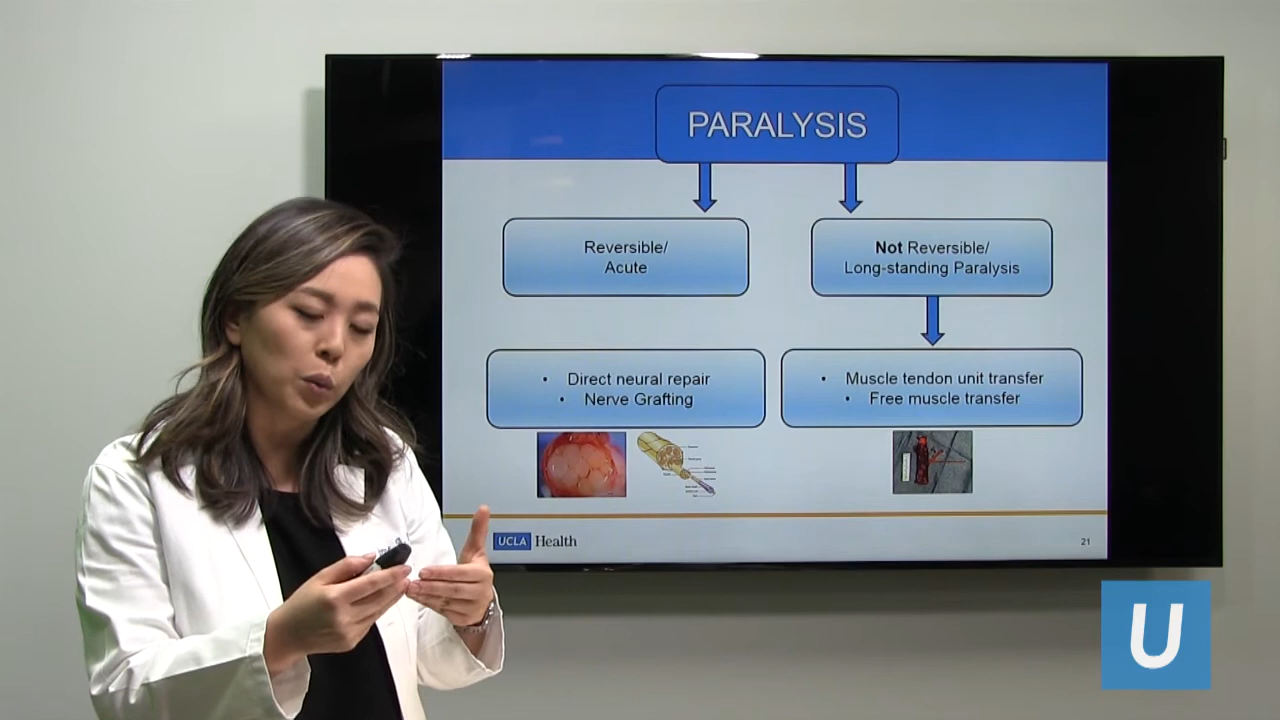 PARALYSIS
Reversible/
Acute
Not Reversible/
Long-standing Paralysis
• Direct neural repair
• Nerve Grafting
• Muscle tendon unit transfer
• Free muscle transfer
UCLA Health
21
U